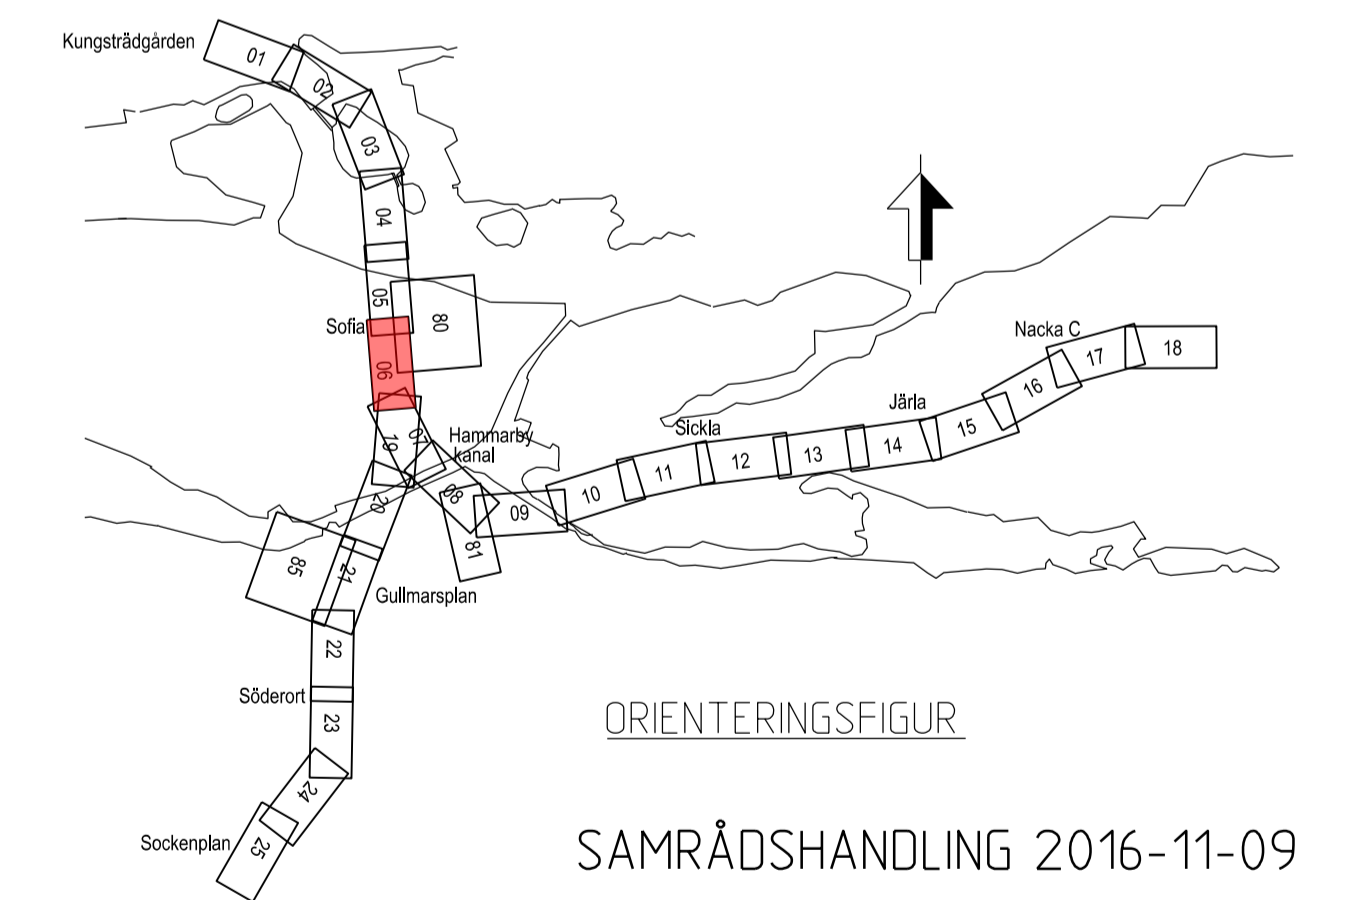 Kungsträdgården
01
02
03
04
05
80
Sofia
06
Nacka C
17
18
16
Järla
15
19
07
Hammarby
kanal
Sickla
14
13
12
11
10
08
09
20
81
85
21
Gullmarsplan
22
Söderort
23
ORIENTERINGSFIGUR
24
Sockenplan
25
SAMRÅDSHANDLING 2016-11-09